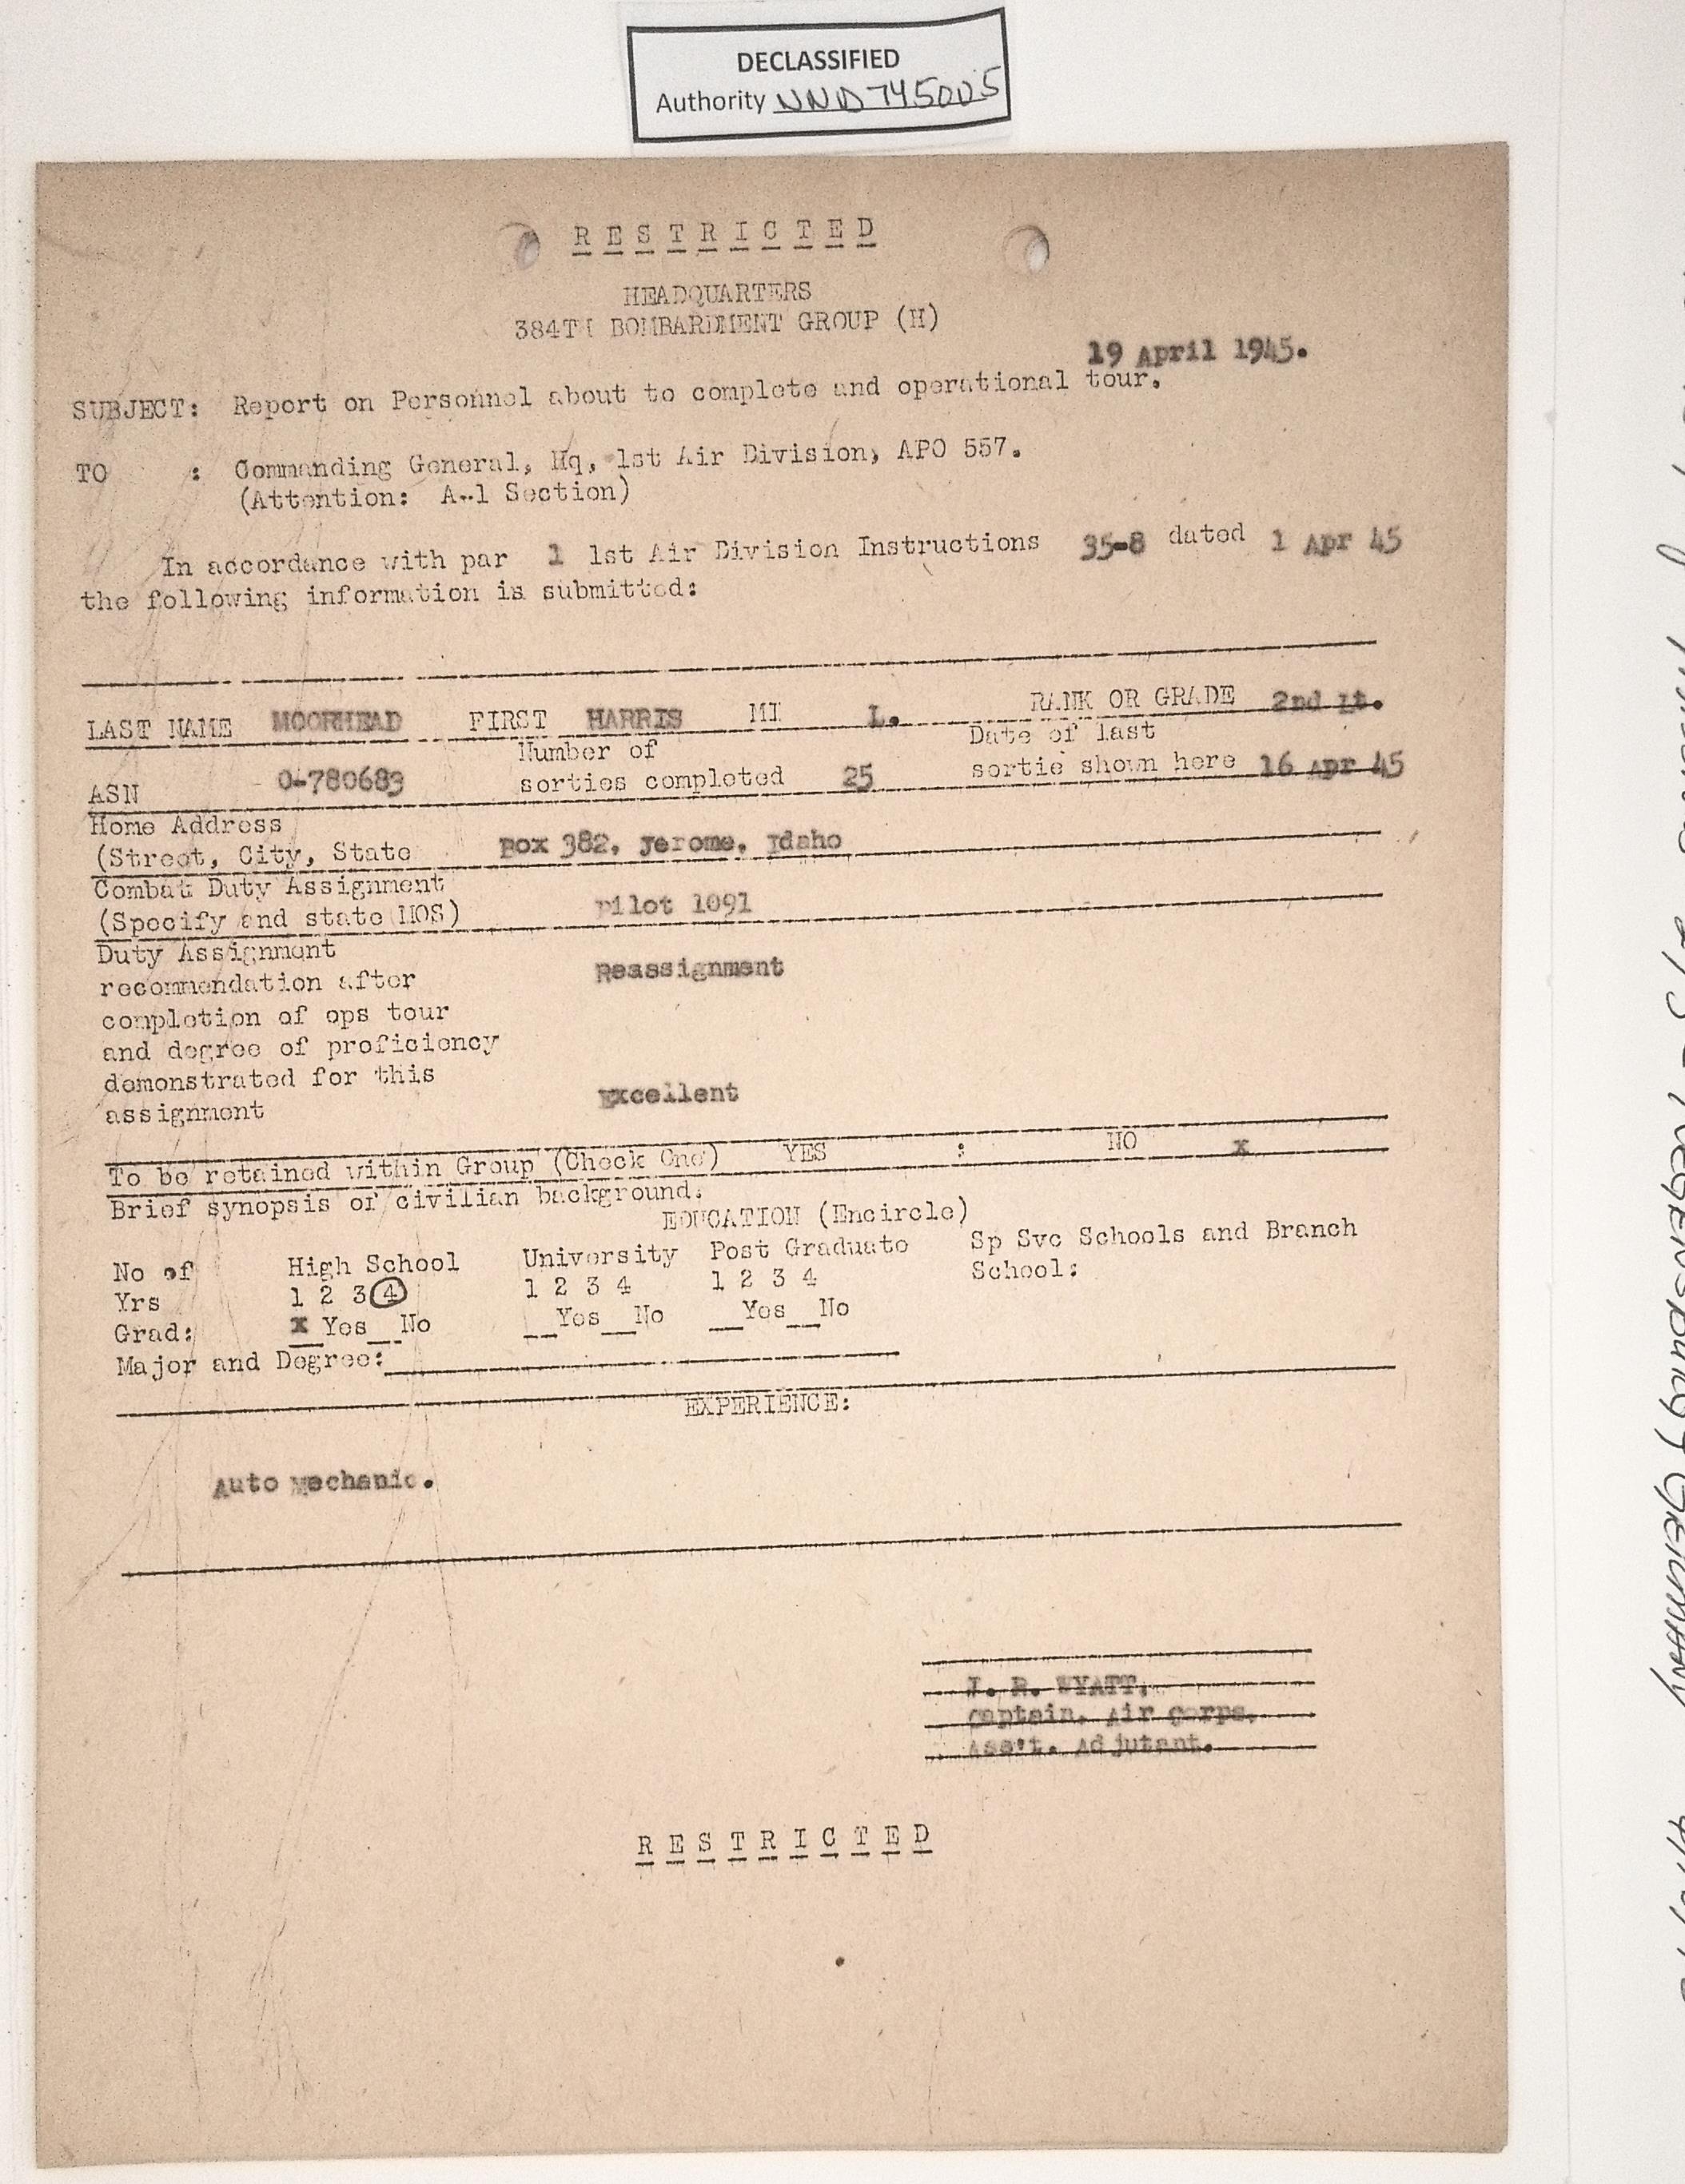 DECLASSIFIED
Authority NND 745005
RESTRICTED
HEADQUARTERS
384TH BOMBARDMENT GROUP (H)
19 April 1945.
SUBJECT: Report on Personnel about to complete and operational tour.
TO : Commanding General, Hq, 1st Air Division, APO 557.
(Attention: A-1 Section)
In accordance with par 1 1st Air Division Instructions 35-8 dated 1 Apr 45
the following information is submitted:
LAST NAME MOORHEAD FIRST HARRIS MI L. RANK OR GRADE 2nd Lt.
Number of Date of last
ASN O-780683 sorties completed 25 sortie shown here 16 Apr 45
Home Address
(Street, City, State Box 382, Jerome, Idaho
Combat Duty Assignment
(Specify and state MOS) Pilot 1091
Duty Assignment
recommendation after Reassignment
completion of ops tour
and degree of proficiency
demonstrated for this
assignment Excellent
To be retained within Group (Check One) YES : NO x
Brief synopsis of civilian background.
EDUCATION (Encircle)
No of High School University Post Graduate Sp Svc Schools and Branch
Yrs 1 2 3 4 1 2 3 4 1 2 3 4 School:
Grad: x Yes__No __Yes__No __Yes__No
Major and Degree:
EXPERIENCE:
Auto Mechanic.
J. R. WYATT,
Captain, Air Corps,
Ass't. Adjutant.
RESTRICTED